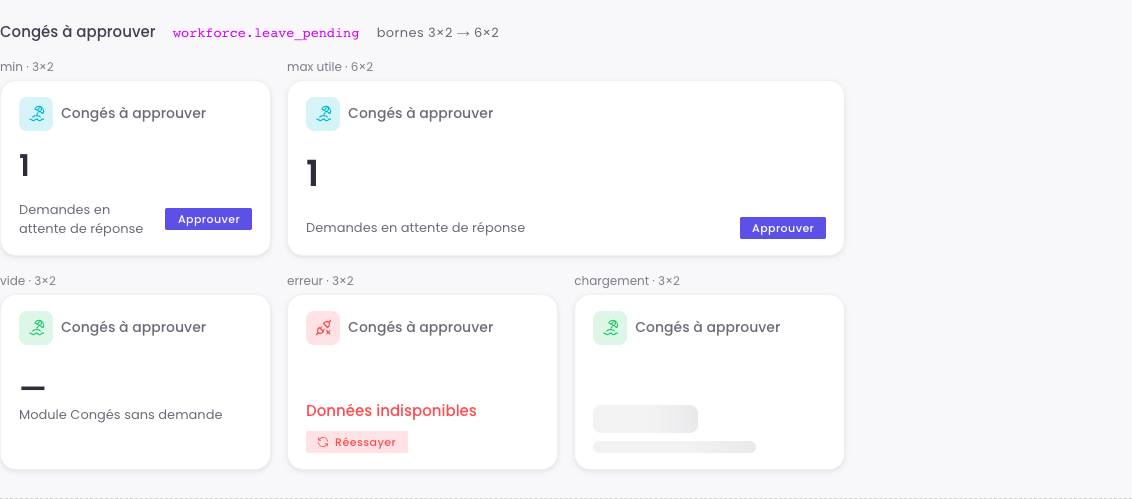 Congés à approuver workforce.leave_pending bornes 3×2 → 6×2
min · 3×2
max utile · 6×2
Congés à approuver
1
Demandes en
attente de réponse
Approuver
Congés à approuver
1
Demandes en attente de réponse
Approuver
vide · 3×2
erreur · 3×2
chargement · 3×2
Congés à approuver
—
Module Congés sans demande
Congés à approuver
Données indisponibles
Réessayer
Congés à approuver